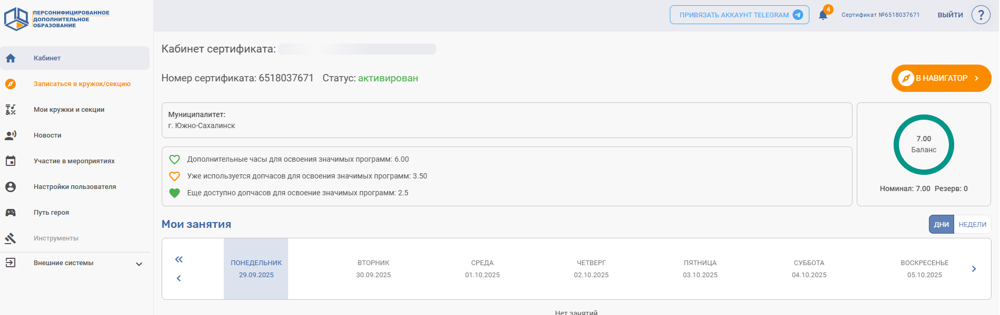 ПЕРСОНИФИЦИРОВАННОЕ
ДОПОЛНИТЕЛЬНОЕ
ОБРАЗОВАНИЕ
ПРИВЯЗАТЬ АККАУНТ TELEGRAM
4
Сертификат №6518037671
ВЫЙТИ
?
Кабинет
Записаться в кружок/секцию
Мои кружки и секции
Новости
Участие в мероприятиях
Настройки пользователя
Путь героя
Инструменты
Внешние системы
Кабинет сертификата:
Номер сертификата: 6518037671 Статус: активирован
В НАВИГАТОР
Муниципалитет:
г. Южно-Сахалинск
Дополнительные часы для освоения значимых программ: 6.00
Уже используется допчасов для освоения значимых программ: 3.50
Еще доступно допчасов для освоение значимых программ: 2.5
7.00
Баланс
Номинал: 7.00 Резерв: 0
Мои занятия
ДНИ НЕДЕЛИ
ПОНЕДЕЛЬНИК
29.09.2025
ВТОРНИК
30.09.2025
СРЕДА
01.10.2025
ЧЕТВЕРГ
02.10.2025
ПЯТНИЦА
03.10.2025
СУББОТА
04.10.2025
ВОСКРЕСЕНЬЕ
05.10.2025
Нет занятий